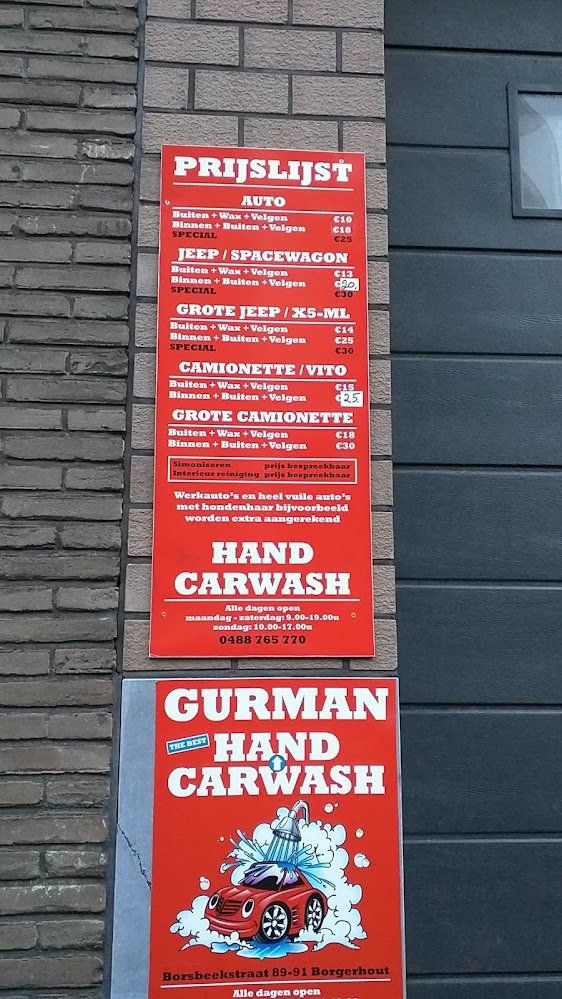 PRIJSLIJST
AUTO
Buiten + Wax + Velgen €10
Binnen + Buiten + Velgen €18
SPECIAL €25
JEEP / SPACEWAGON
Buiten + Wax + Velgen €13
Binnen + Buiten + Velgen €20.
SPECIAL €30
GROTE JEEP / X5-ML
Buiten + Wax + Velgen €14
Binnen + Buiten + Velgen €25
SPECIAL €30
CAMIONETTE / VITO
Buiten + Wax + Velgen €15
Binnen + Buiten + Velgen €25.
GROTE CAMIONETTE
Buiten + Wax + Velgen €18
Binnen + Buiten + Velgen €30
Simoniseren prijs bespreekbaar
Interieur reiniging prijs bespreekbaar
Werkauto's en heel vuile auto's
met hondenhaar bijvoorbeeld
worden extra aangerekend
HAND
CARWASH
Alle dagen open
maandag - zaterdag: 9.00-19.00u
zondag: 10.00-17.00u
0488 765 770
GURMAN
THE BEST HAND
CARWASH
Borsbeekstraat 89-91 Borgerhout
Alle dagen open